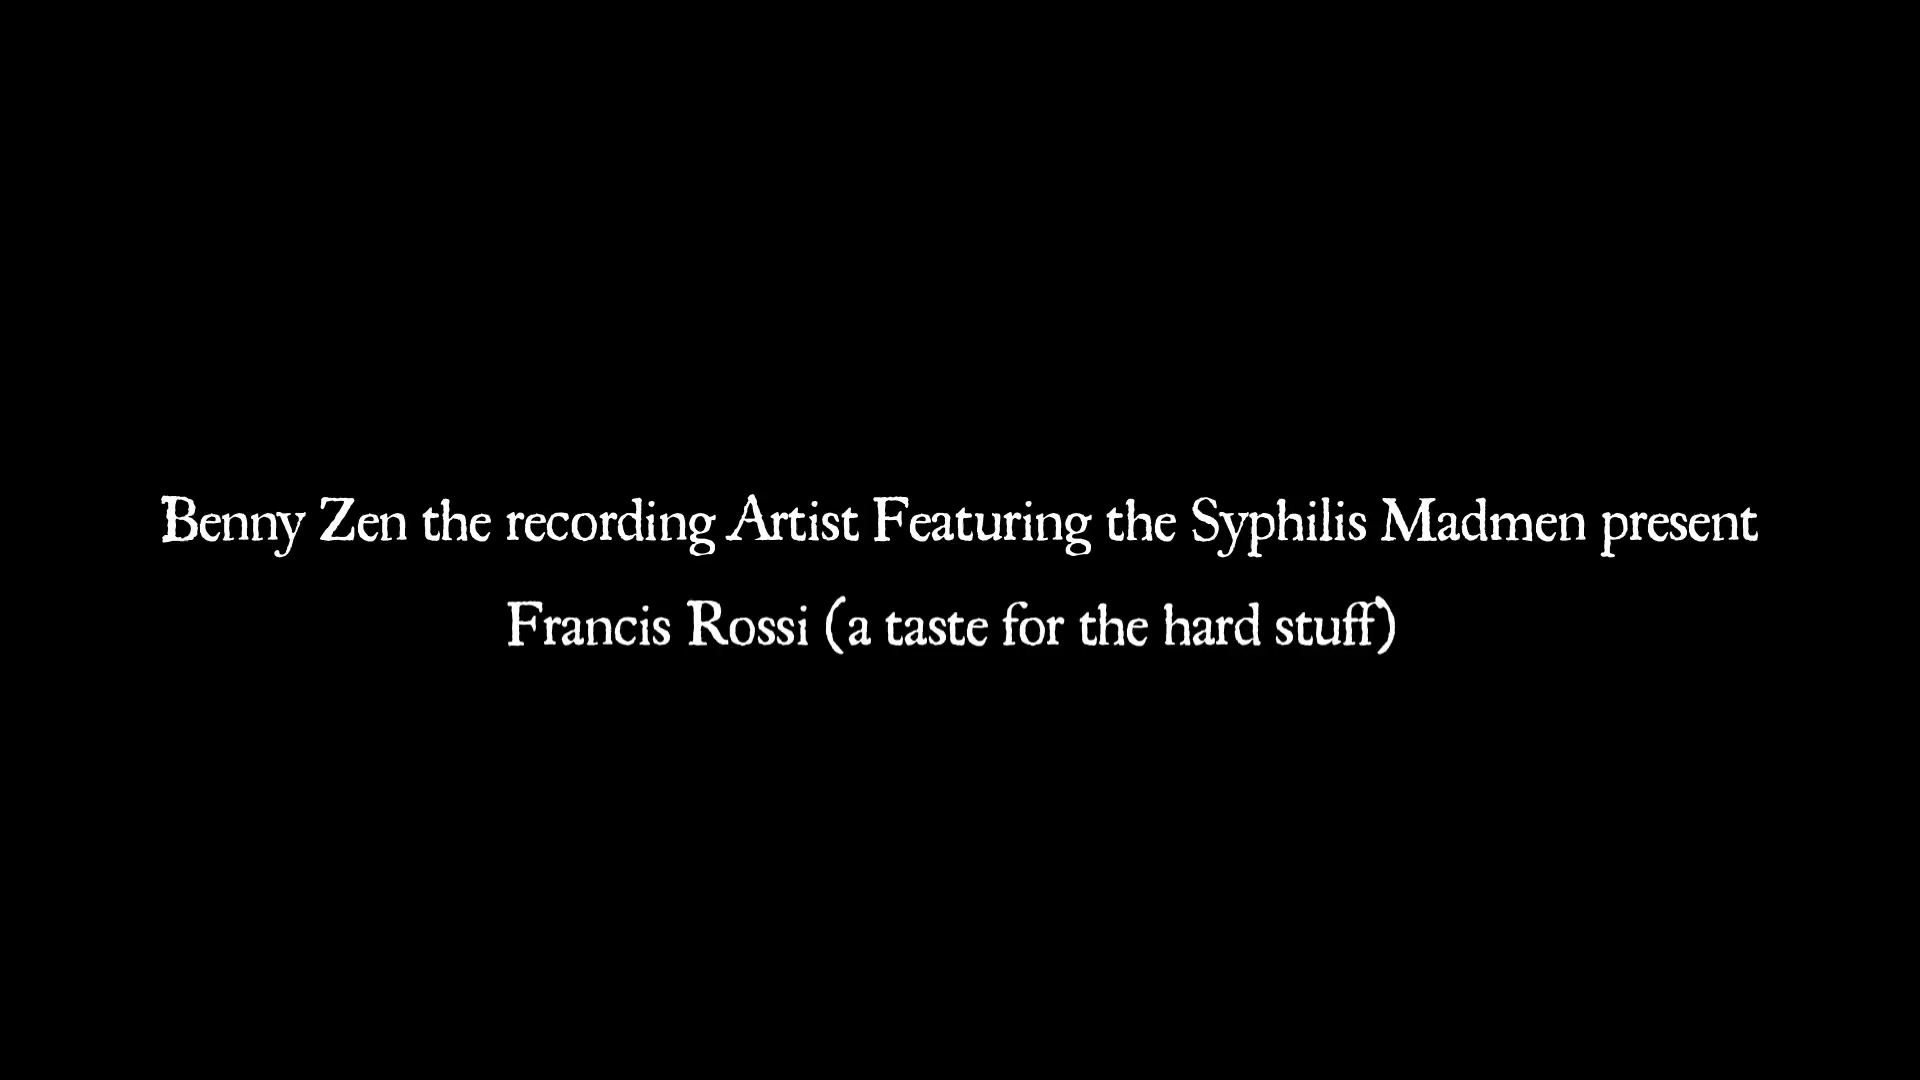 Benny Zen the recording Artist Featuring the Syphilis Madmen present
Francis Rossi (a taste for the hard stuff)